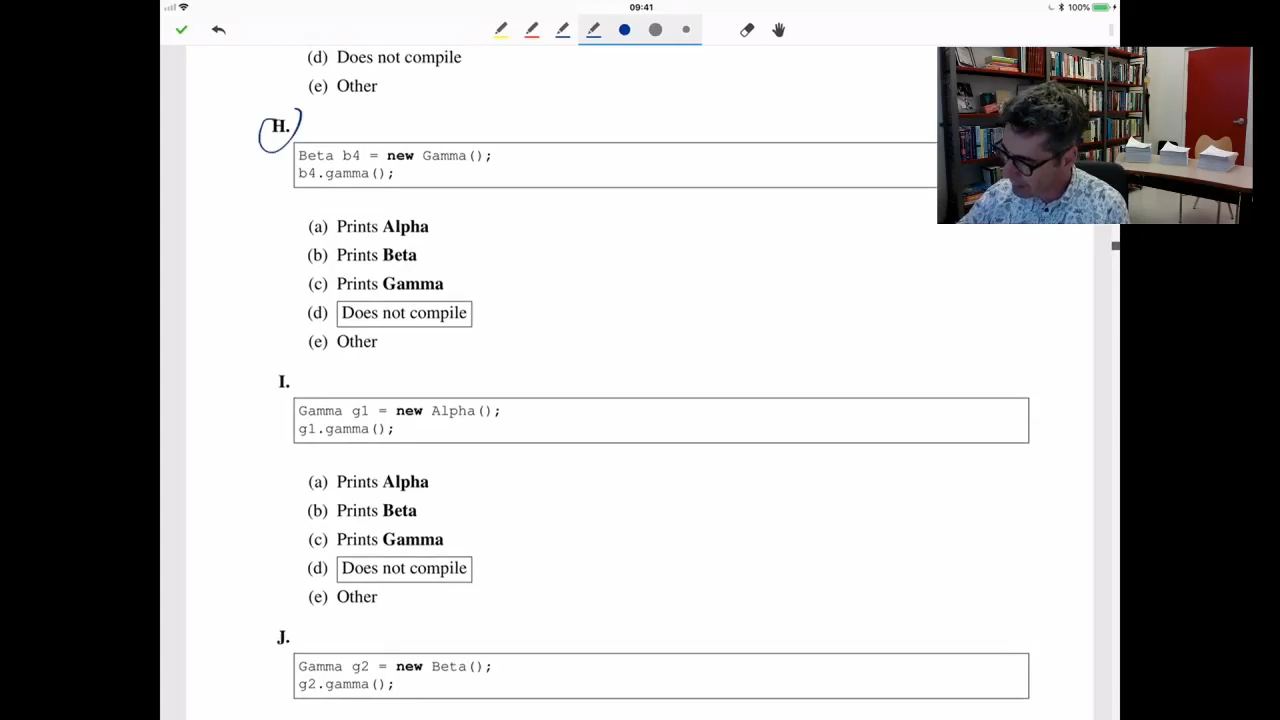 09:41
100%
(d) Does not compile
(e) Other
H.
Beta b4 = new Gamma();
b4.gamma();
(a) Prints Alpha
(b) Prints Beta
(c) Prints Gamma
(d) Does not compile
(e) Other
I.
Gamma g1 = new Alpha();
g1.gamma();
(a) Prints Alpha
(b) Prints Beta
(c) Prints Gamma
(d) Does not compile
(e) Other
J.
Gamma g2 = new Beta();
g2.gamma();